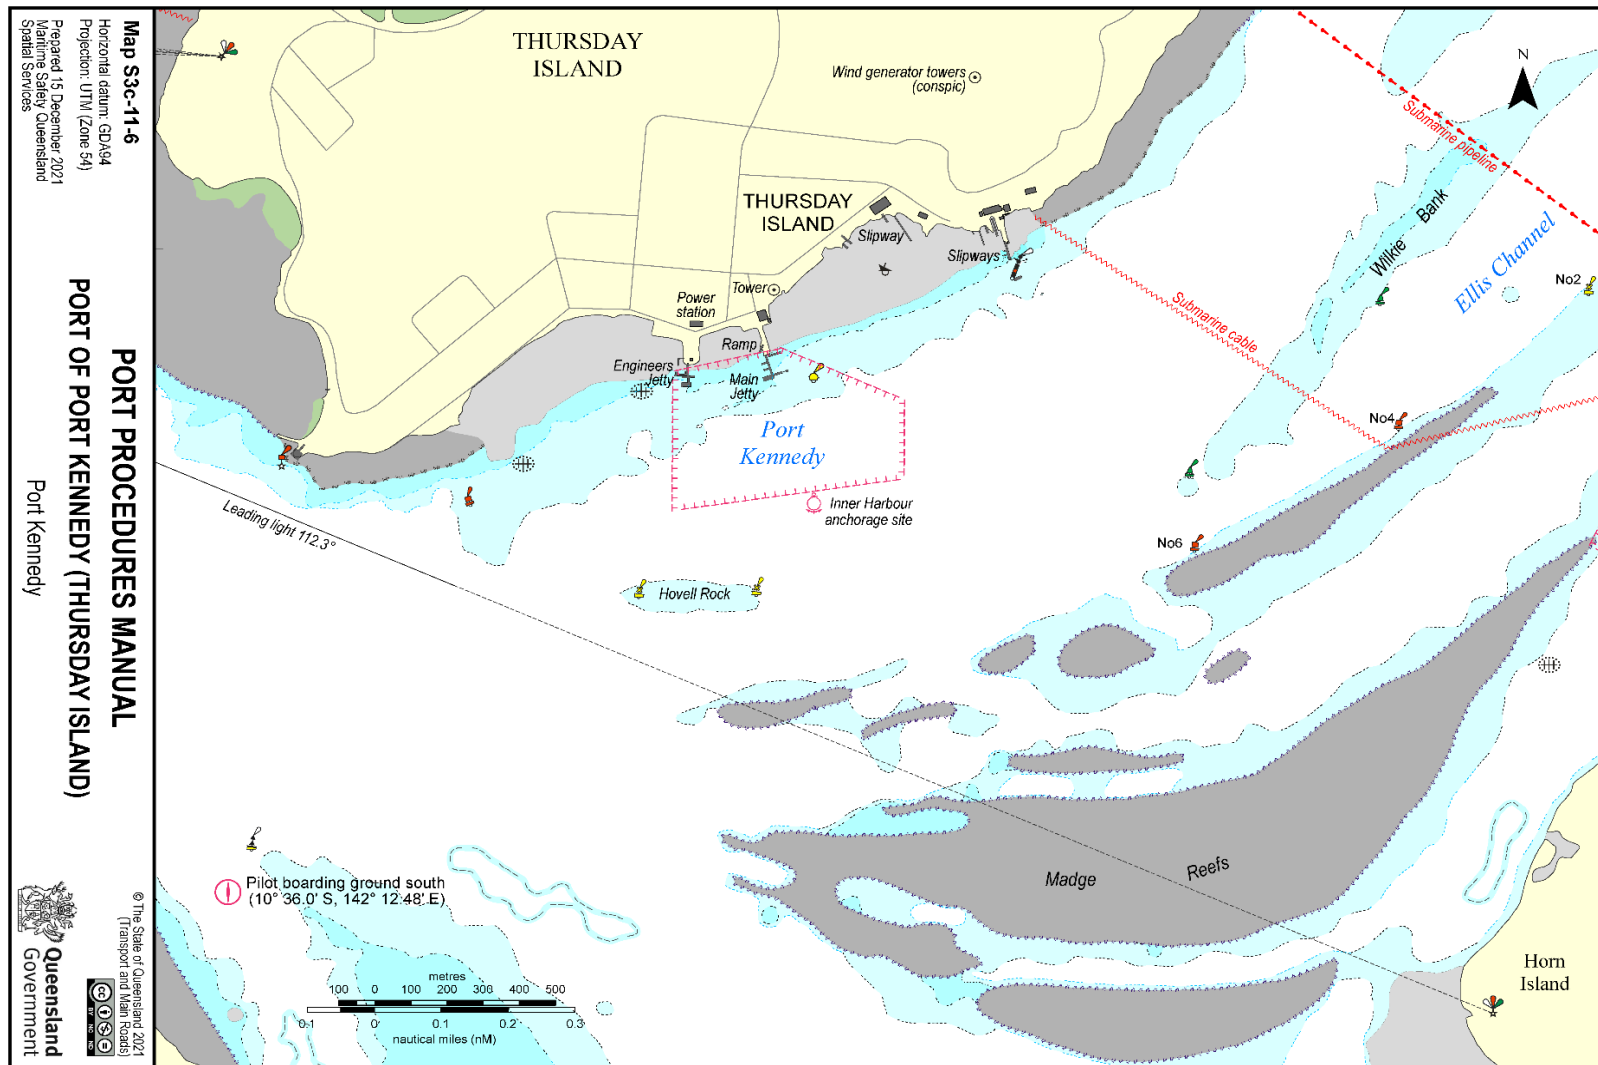 Map S3c-11-6
Horizontal datum: GDA94
Projection: UTM (Zone 54)
Prepared 15 December 2021
Maritime Safety Queensland
Spatial Services
PORT PROCEDURES MANUAL
PORT OF PORT KENNEDY (THURSDAY ISLAND)
Port Kennedy
© The State of Queensland 2021
(Transport and Main Roads)
Queensland
Government
cc
BY NC ND
THURSDAY
ISLAND
Wind generator towers
(conspic)
N
Submarine pipeline
Wilkie Bank
Ellis Channel
No2
THURSDAY
ISLAND
Slipway
Slipways
Tower
Power
station
Submarine cable
Ramp
Engineers
Jetty
Main
Jetty
No4
Port
Kennedy
Inner Harbour
anchorage site
Leading light 112.3°
No6
Hovell Rock
Madge Reefs
Pilot boarding ground south
(10° 36.0' S, 142° 12.48' E)
Horn
Island
metres
100 0 100 200 300 400 500
0.1 0 0.1 0.2 0.3
nautical miles (nM)